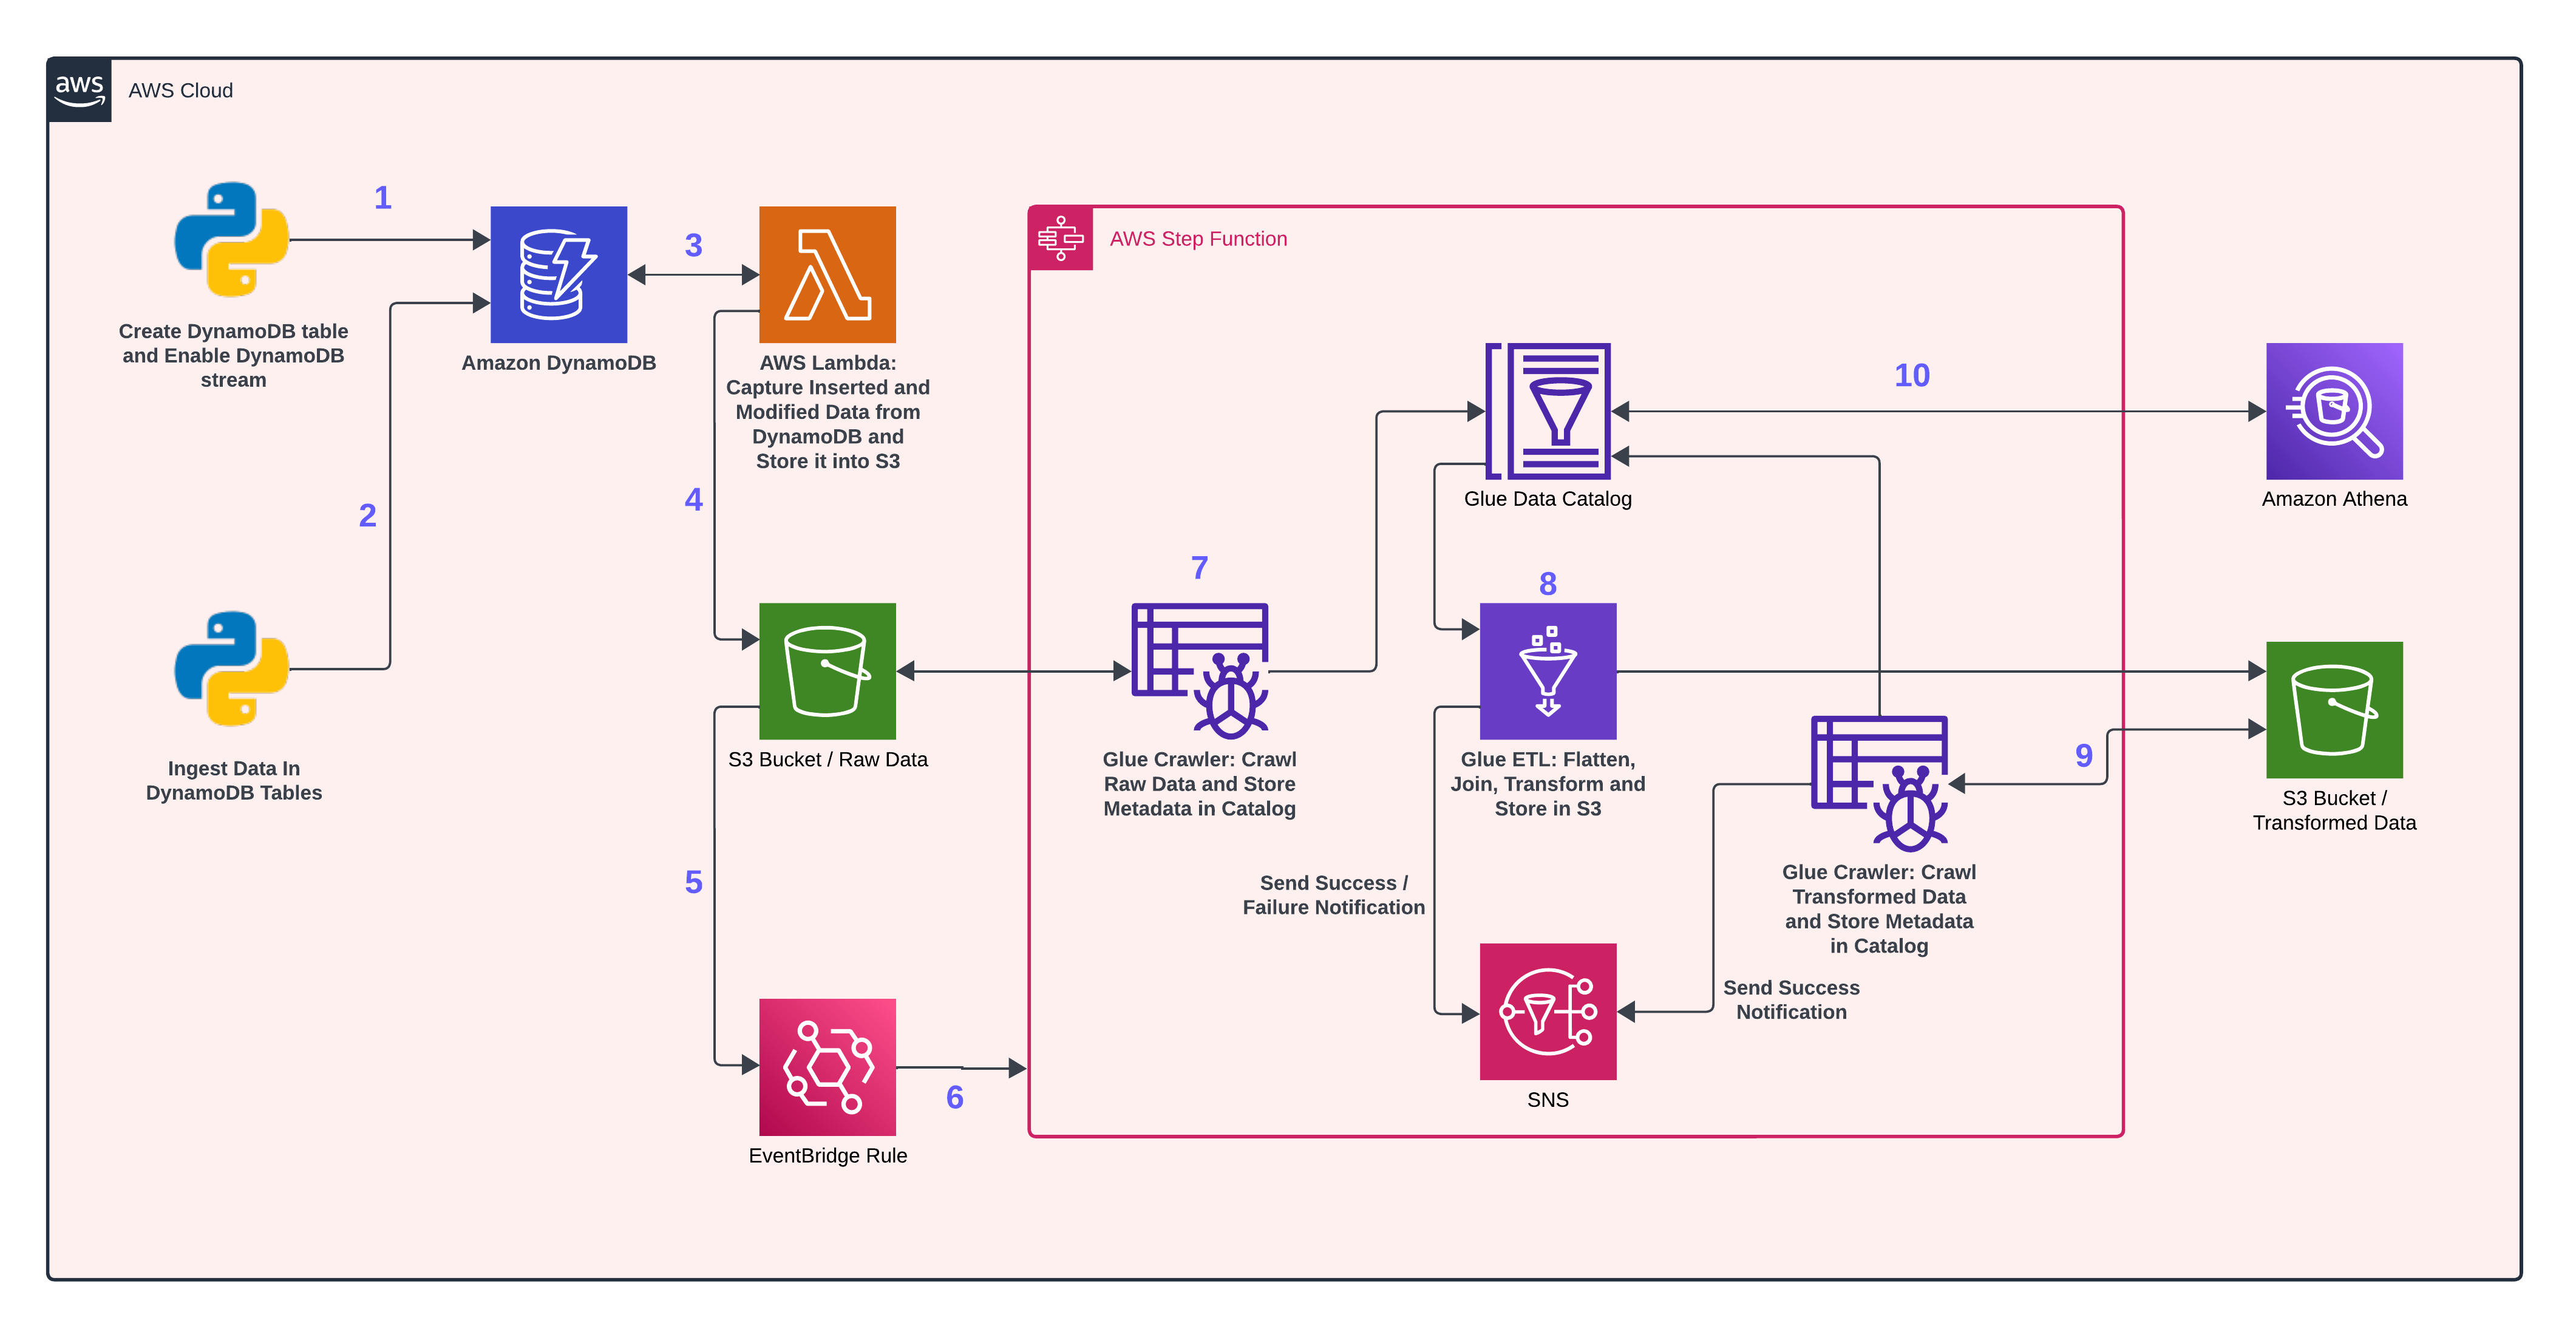 aws
AWS Cloud
1
Create DynamoDB table
and Enable DynamoDB
stream
2
Ingest Data In
DynamoDB Tables
Amazon DynamoDB
3
AWS Lambda:
Capture Inserted and
Modified Data from
DynamoDB and
Store it into S3
4
S3 Bucket / Raw Data
5
EventBridge Rule
6
AWS Step Function
7
Glue Crawler: Crawl
Raw Data and Store
Metadata in Catalog
Glue Data Catalog
8
Glue ETL: Flatten,
Join, Transform and
Store in S3
Send Success /
Failure Notification
SNS
Glue Crawler: Crawl
Transformed Data
and Store Metadata
in Catalog
Send Success
Notification
9
10
Amazon Athena
S3 Bucket /
Transformed Data